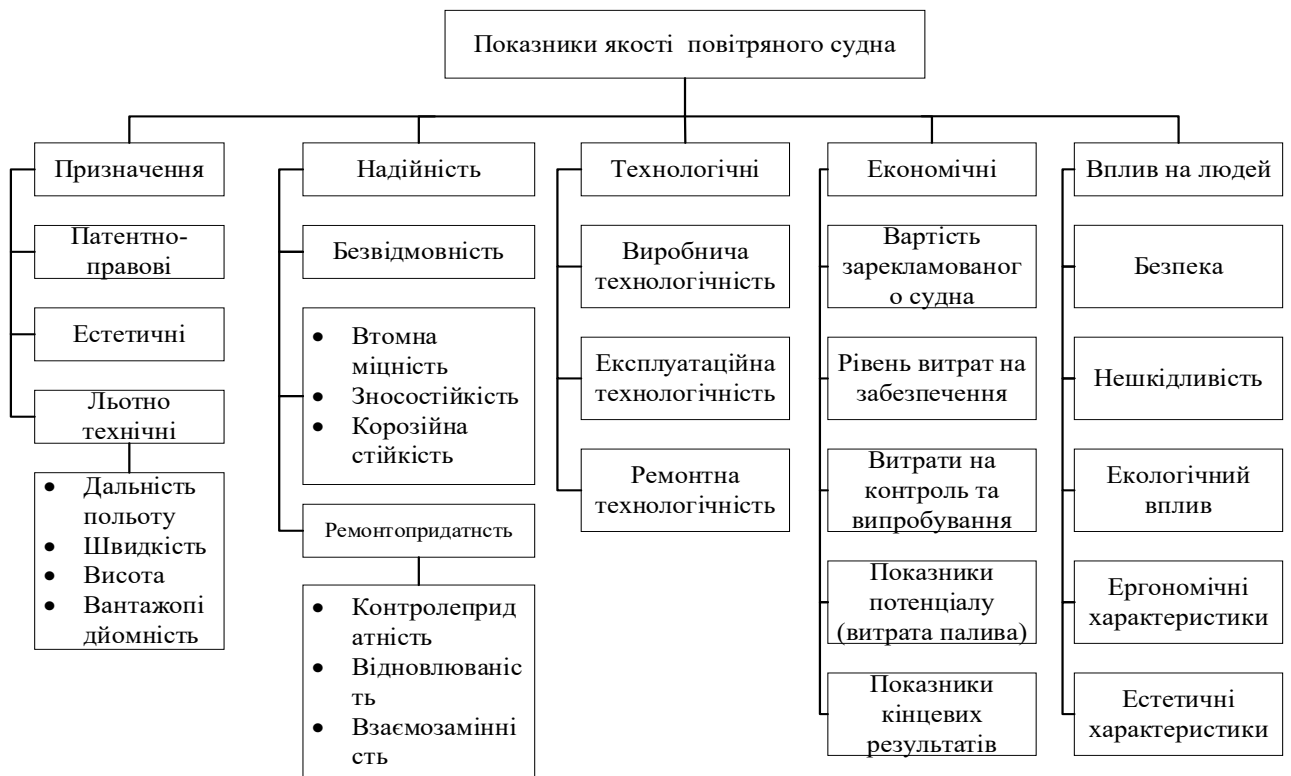 Показники якості повітряного судна
Призначення
Патентно-
правові
Естетичні
Льотно
технічні
• Дальність
польоту
• Швидкість
• Висота
• Вантажопі
дйомність
Надійність
Безвідмовність
• Втомна
міцність
• Зносостійкість
• Корозійна
стійкість
Ремонтопридатнсть
• Контролеприд
атність
• Відновлюваніс
ть
• Взаємозамінні
сть
Технологічні
Виробнича
технологічність
Експлуатаційна
технологічність
Ремонтна
технологічність
Економічні
Вартість
зарекламованог
о судна
Рівень витрат на
забезпечення
Витрати на
контроль та
випробування
Показники
потенціалу
(витрата палива)
Показники
кінцевих
результатів
Вплив на людей
Безпека
Нешкідливість
Екологічний
вплив
Ергономічні
характеристики
Естетичні
характеристики